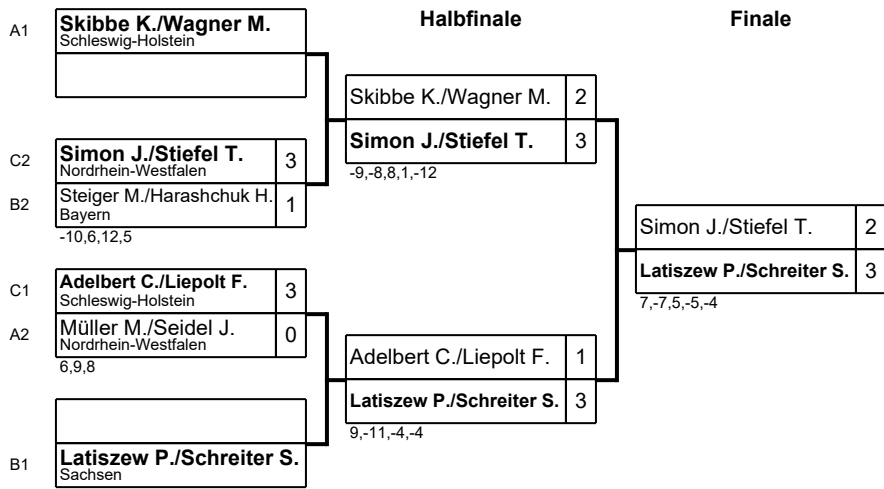 Halbfinale
Finale
A1
Skibbe K./Wagner M.
Schleswig-Holstein
C2
Simon J./Stiefel T. 3
Nordrhein-Westfalen
B2
Steiger M./Harashchuk H. 1
Bayern
-10,6,12,5
C1
Adelbert C./Liepolt F. 3
Schleswig-Holstein
A2
Müller M./Seidel J. 0
Nordrhein-Westfalen
6,9,8
B1
Latiszew P./Schreiter S.
Sachsen
Skibbe K./Wagner M. 2
Simon J./Stiefel T. 3
-9,-8,8,1,-12
Adelbert C./Liepolt F. 1
Latiszew P./Schreiter S. 3
9,-11,-4,-4
Simon J./Stiefel T. 2
Latiszew P./Schreiter S. 3
7,-7,5,-5,-4